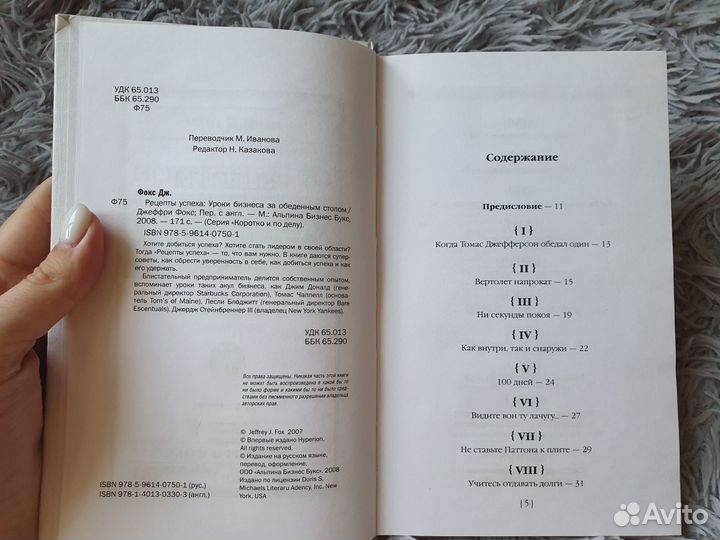 УДК 65.013
ББК 65.290
Ф75
Переводчик М. Иванова
Редактор Н. Казакова
Фокс Дж.
Ф75 Рецепты успеха: Уроки бизнеса за обеденным столом /
Джеффри Фокс; Пер. с англ. — М.: Альпина Бизнес Букс,
2008. — 171 с. — (Серия «Коротко и по делу).
ISBN 978-5-9614-0750-1
Хотите добиться успеха? Хотите стать лидером в своей области?
Тогда «Рецепты успеха» — то, что вам нужно. В книге даются супер-
советы, как обрести уверенность в себе, как добиться успеха и как
его удержать.
Блистательный предприниматель делится собственным опытом,
вспоминает уроки таких акул бизнеса, как Джим Доналд (гене-
ральный директор Starbucks Corporation), Томас Чаппелл (основа-
тель Tom's of Maine), Лесли Блоджитт (генеральный директор Bare
Escentuals), Джордж Стейнбреннер III (владелец New York Yankees).
УДК 65.013
ББК 65.290
Все права защищены. Никакая часть этой книги
не может быть воспроизведена в какой бы то
ни было форме и какими бы то ни было сред-
ствами без письменного разрешения владельца
авторских прав.
© Jeffrey J. Fox 2007
© Впервые издано Hyperion.
All rights reserved.
© Издание на русском языке,
перевод, оформление.
ООО «Альпина Бизнес Букс», 2008
Издано по лицензии Doris S.
Michaels Literaru Adency, Inc. New
York, USA
ISBN 978-5-9614-0750-1 (рус.)
ISBN 978-1-4013-0330-3 (англ.)
Содержание
Предисловие — 11
{ I }
Когда Томас Джефферсон обедал один — 13
{ II }
Вертолет напрокат — 15
{ III }
Ни секунды покоя — 19
{ IV }
Как внутри, так и снаружи — 22
{ V }
100 дней — 24
{ VI }
Видите вон ту лачугу... — 27
{ VII }
Не ставьте Паттона к плите — 29
{ VIII }
Учитесь отдавать долги — 31
{ 5 }
Avito